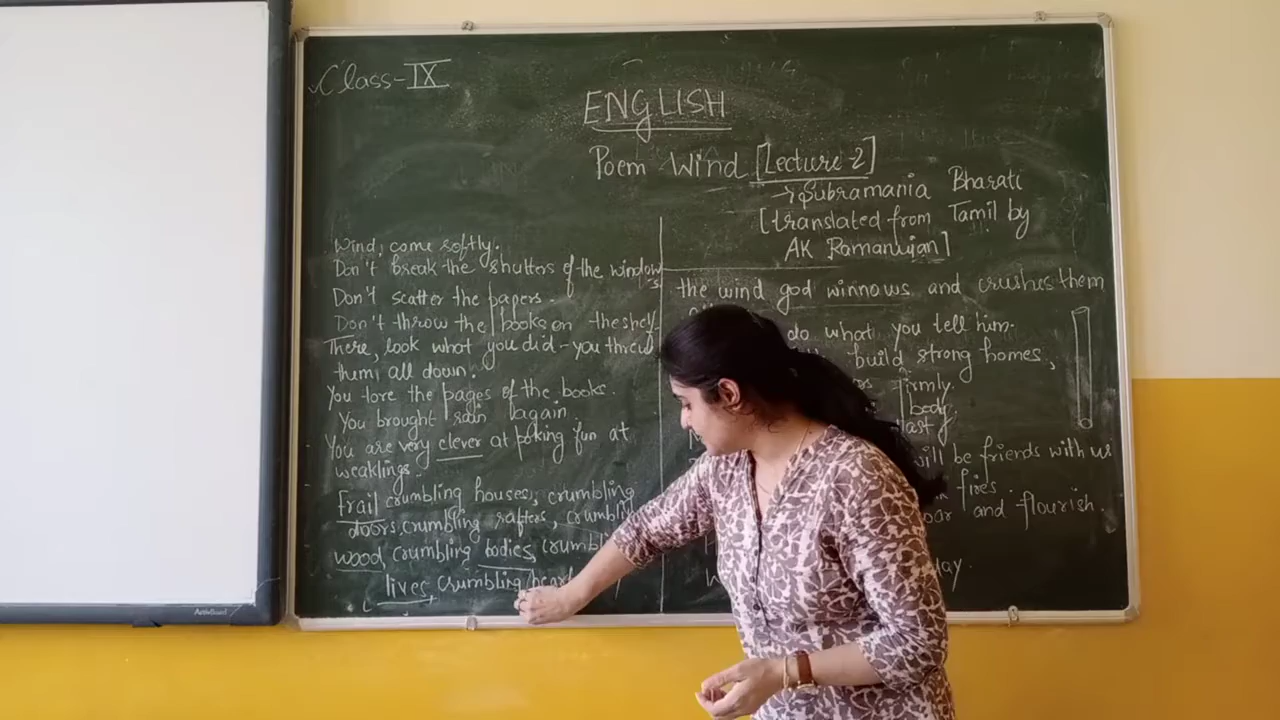 Class-IX
ENGLISH
Poem Wind [Lecture-2]
→ Subramania Bharati
[translated from Tamil by
AK Ramanujan]
Wind, come softly.
Don't break the shutters of the windows
Don't scatter the papers.
Don't throw the books on the shelf
There, look what you did - you threw
them all down.
You tore the pages of the books.
You brought rain again.
You are very clever at poking fun at
weaklings.
Frail crumbling houses, crumbling
doors, crumbling rafters, crumbling
wood, crumbling bodies,
lives, crumbling
the wind god winnows and crushes them
do what you tell him.
build strong homes,
firmly.
body
last
will be friends with us
fires.
and flourish.
ActivBoard